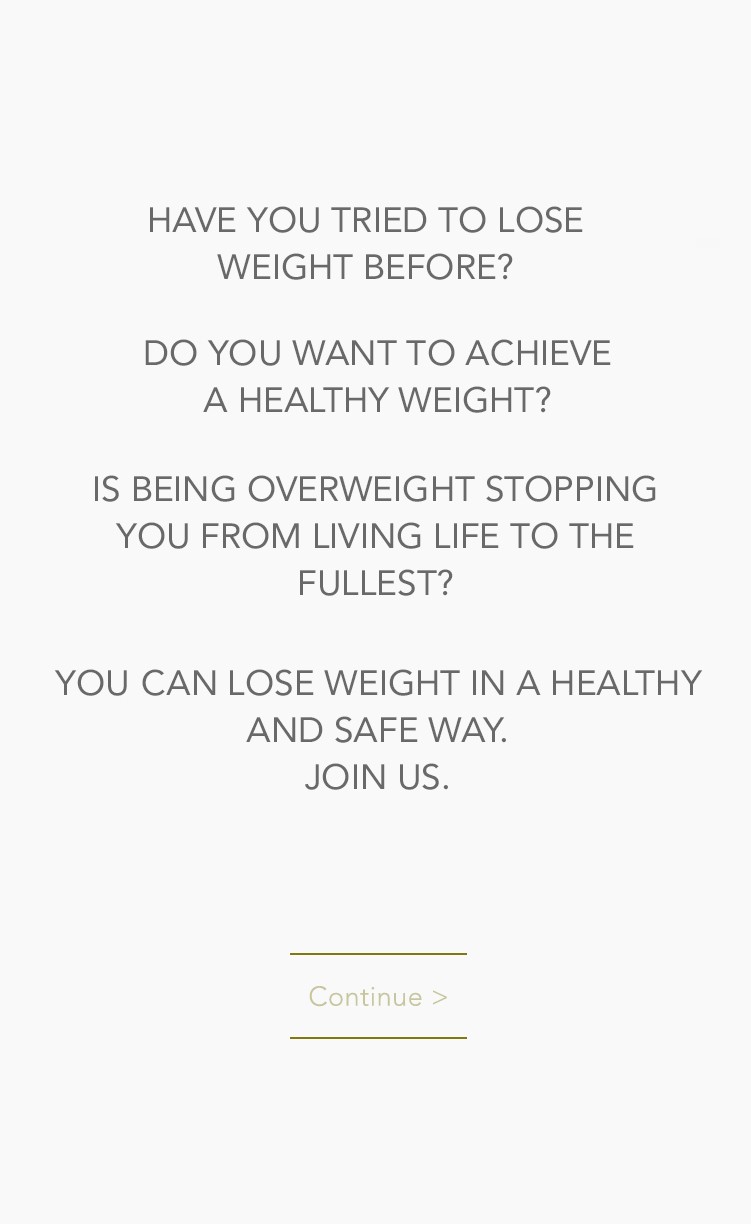 HAVE YOU TRIED TO LOSE
WEIGHT BEFORE?
DO YOU WANT TO ACHIEVE
A HEALTHY WEIGHT?
IS BEING OVERWEIGHT STOPPING
YOU FROM LIVING LIFE TO THE
FULLEST?
YOU CAN LOSE WEIGHT IN A HEALTHY
AND SAFE WAY.
JOIN US.
Continue >